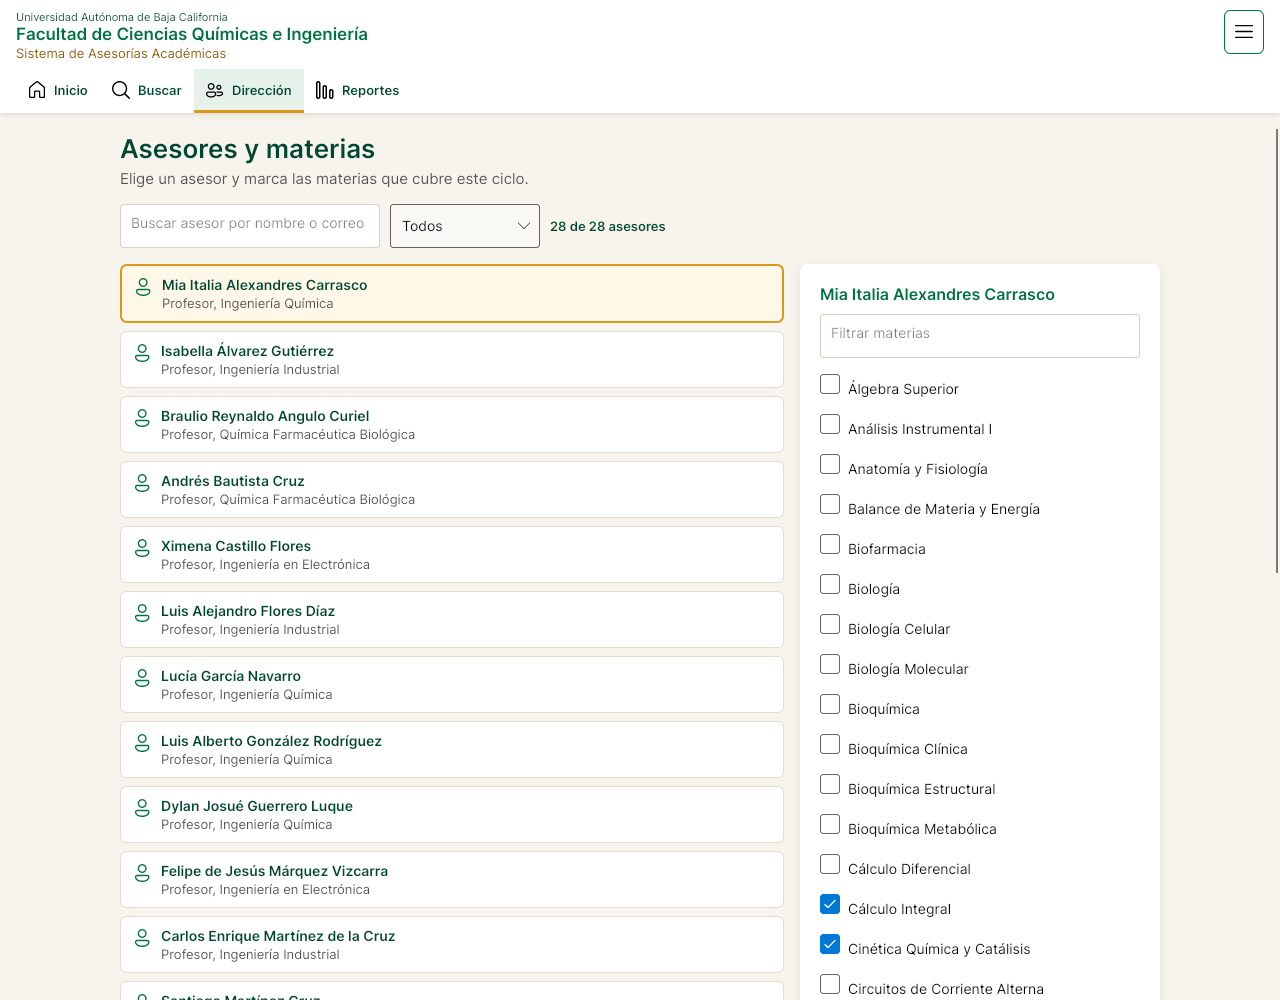 Universidad Autónoma de Baja California
Facultad de Ciencias Químicas e Ingeniería
Sistema de Asesorías Académicas
Inicio
Buscar
Dirección
Reportes
Asesores y materias
Elige un asesor y marca las materias que cubre este ciclo.
Buscar asesor por nombre o correo
Todos
28 de 28 asesores
Mia Italia Alexandres Carrasco
Profesor, Ingeniería Química
Isabella Álvarez Gutiérrez
Profesor, Ingeniería Industrial
Braulio Reynaldo Angulo Curiel
Profesor, Química Farmacéutica Biológica
Andrés Bautista Cruz
Profesor, Química Farmacéutica Biológica
Ximena Castillo Flores
Profesor, Ingeniería en Electrónica
Luis Alejandro Flores Díaz
Profesor, Ingeniería Industrial
Lucía García Navarro
Profesor, Ingeniería Química
Luis Alberto González Rodríguez
Profesor, Ingeniería Química
Dylan Josué Guerrero Luque
Profesor, Ingeniería Química
Felipe de Jesús Márquez Vizcarra
Profesor, Ingeniería en Electrónica
Carlos Enrique Martínez de la Cruz
Profesor, Ingeniería Industrial
Santiago Martínez Cruz
Mia Italia Alexandres Carrasco
Filtrar materias
Álgebra Superior
Análisis Instrumental I
Anatomía y Fisiología
Balance de Materia y Energía
Biofarmacia
Biología
Biología Celular
Biología Molecular
Bioquímica
Bioquímica Clínica
Bioquímica Estructural
Bioquímica Metabólica
Cálculo Diferencial
Cálculo Integral
Cinética Química y Catálisis
Circuitos de Corriente Alterna